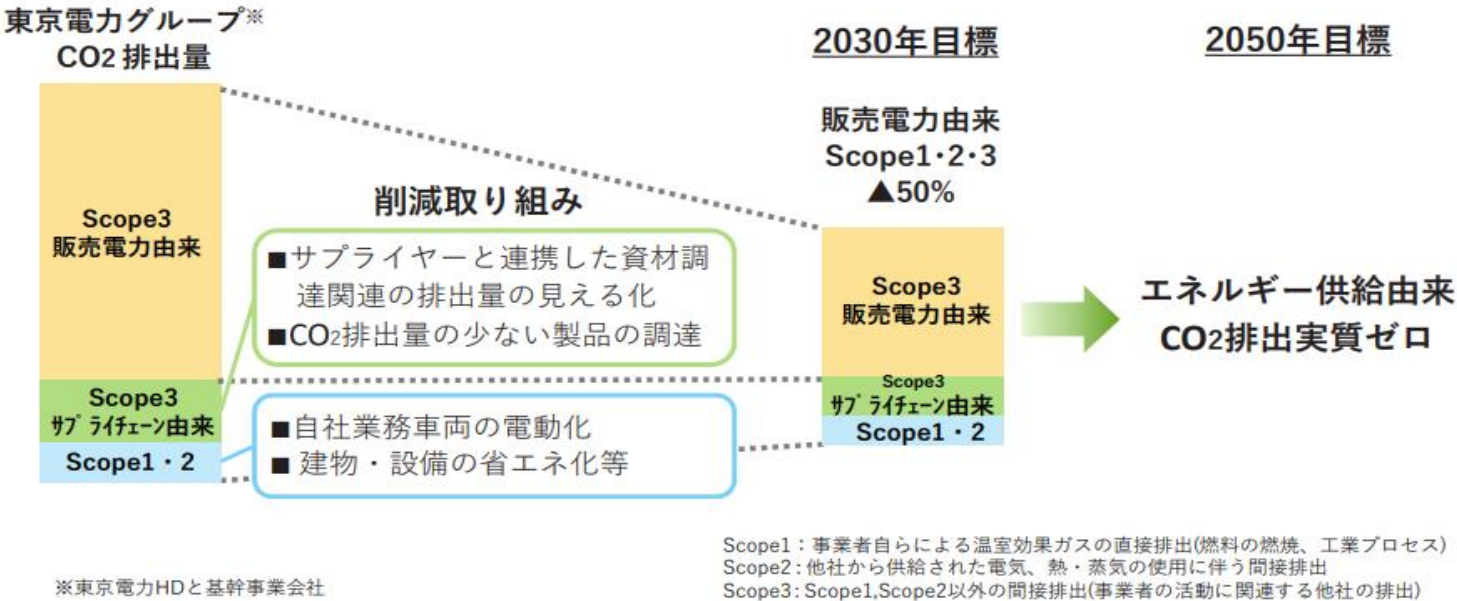 東京電力グループ※
CO2 排出量
Scope3
販売電力由来
Scope3
ｻﾌﾟﾗｲﾁｪｰﾝ由来
Scope1・2
削減取り組み
■サプライヤーと連携した資材調
達関連の排出量の見える化
■CO2排出量の少ない製品の調達
■自社業務車両の電動化
■ 建物・設備の省エネ化等
2030年目標
販売電力由来
Scope1・2・3
▲50%
Scope3
販売電力由来
Scope3
ｻﾌﾟﾗｲﾁｪｰﾝ由来
Scope1・2
2050年目標
エネルギー供給由来
CO2排出実質ゼロ
※東京電力HDと基幹事業会社
Scope1：事業者自らによる温室効果ガスの直接排出(燃料の燃焼、工業プロセス)
Scope2：他社から供給された電気、熱・蒸気の使用に伴う間接排出
Scope3：Scope1,Scope2以外の間接排出(事業者の活動に関連する他社の排出)